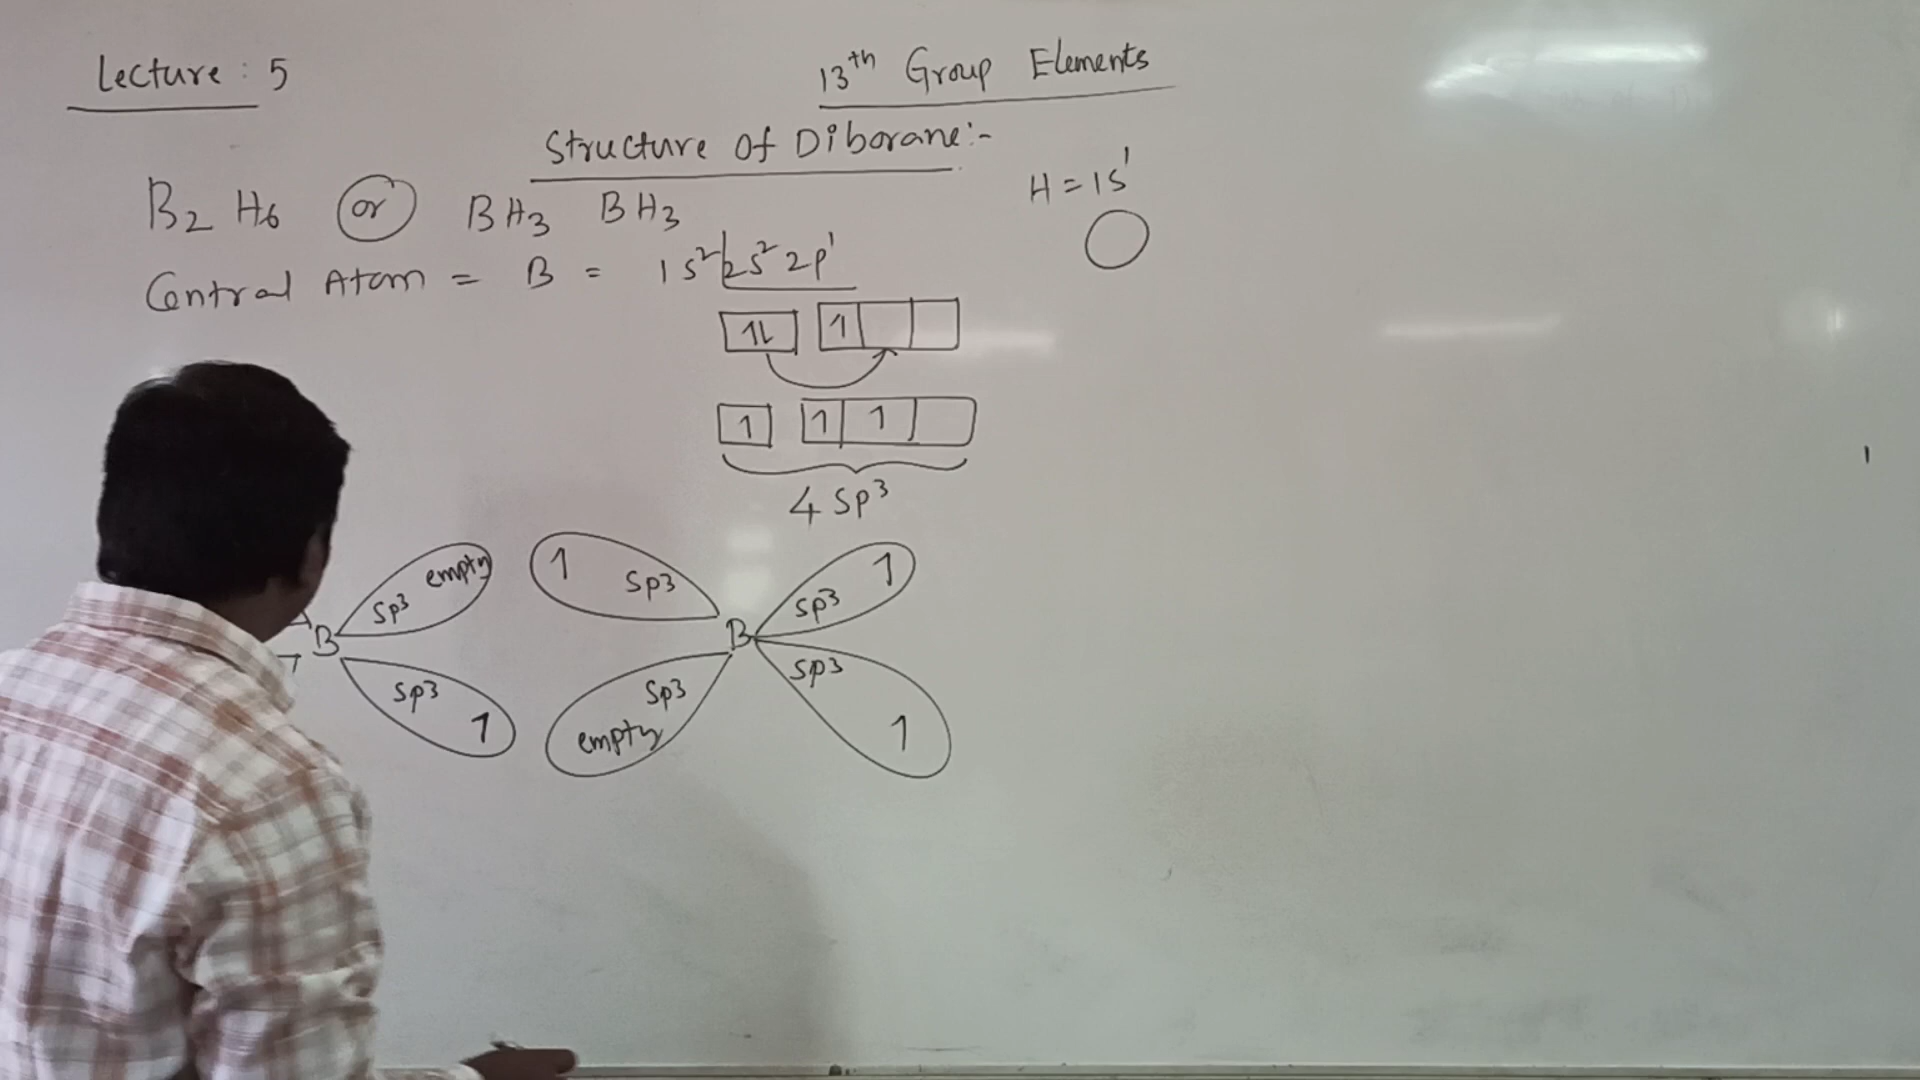 Lecture : 5
13th Group Elements
Structure of Diborane:-
B2 H6 or BH3 BH3
H = 1s¹
Central Atom = B = 1s² 2s² 2p¹
1L 1
1 1 1
4 sp³
sp3 empty
1 sp3
sp3 1
B
B
sp3 1
sp3 empty
sp3 1